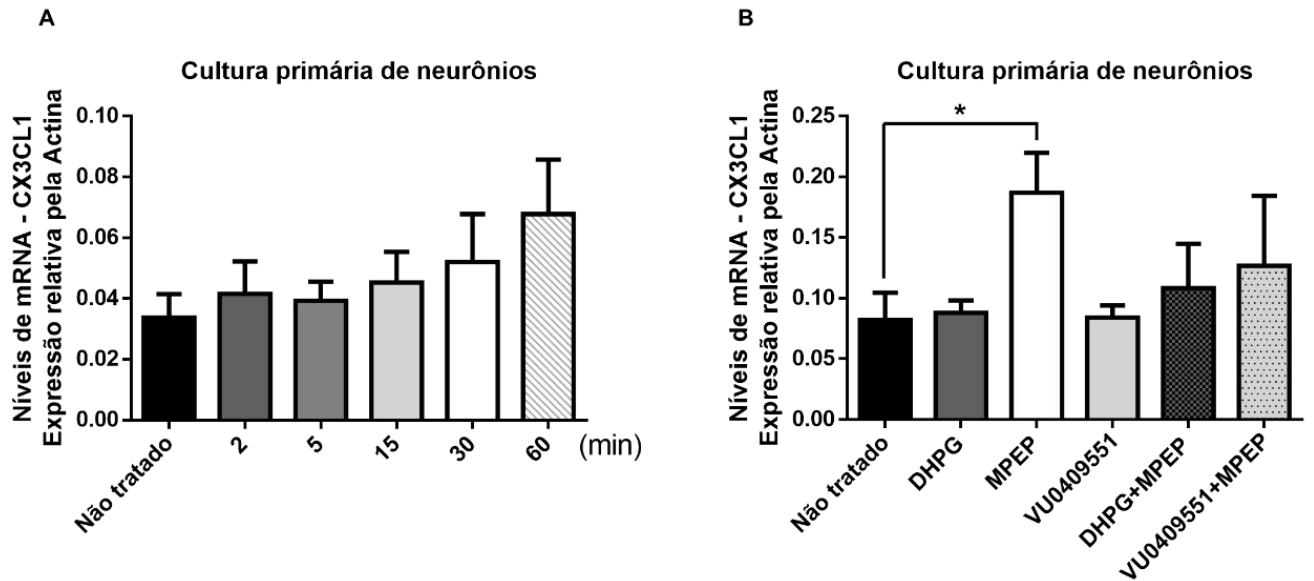 A
Cultura primária de neurônios
Níveis de mRNA - CX3CL1
Expressão relativa pela Actina
0.10
0.08
0.06
0.04
0.02
0.00
Não tratado
2
5
15
30
60
(min)
B
Cultura primária de neurônios
Níveis de mRNA - CX3CL1
Expressão relativa pela Actina
0.25
0.20
0.15
0.10
0.05
0.00
*
Não tratado
DHPG
MPEP
VU0409551
DHPG+MPEP
VU0409551+MPEP